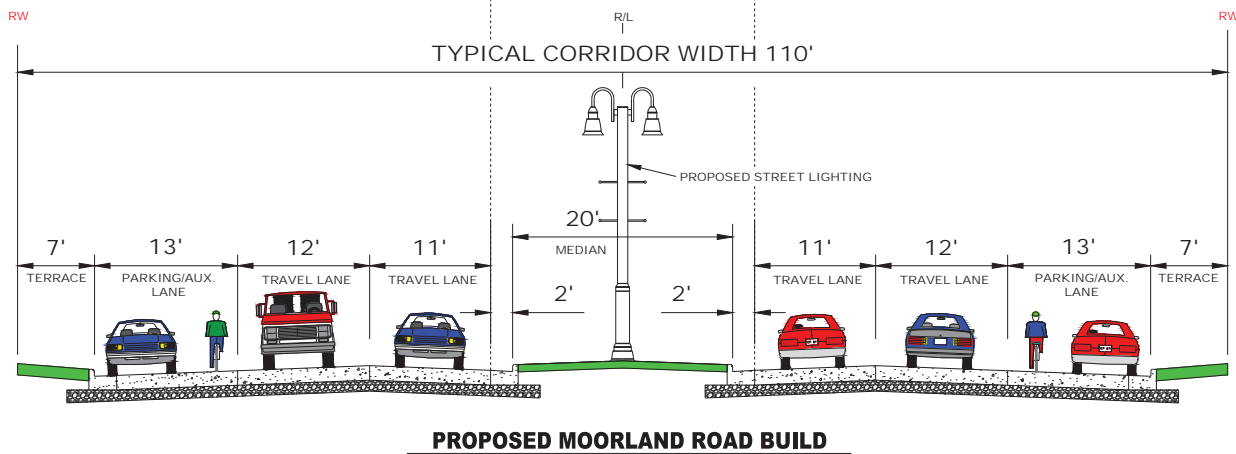 RW
R/L
RW
TYPICAL CORRIDOR WIDTH 110'
PROPOSED STREET LIGHTING
20'
MEDIAN
7'
TERRACE
13'
PARKING/AUX.
LANE
12'
TRAVEL LANE
11'
TRAVEL LANE
2'
2'
11'
TRAVEL LANE
12'
TRAVEL LANE
13'
PARKING/AUX.
LANE
7'
TERRACE
PROPOSED MOORLAND ROAD BUILD